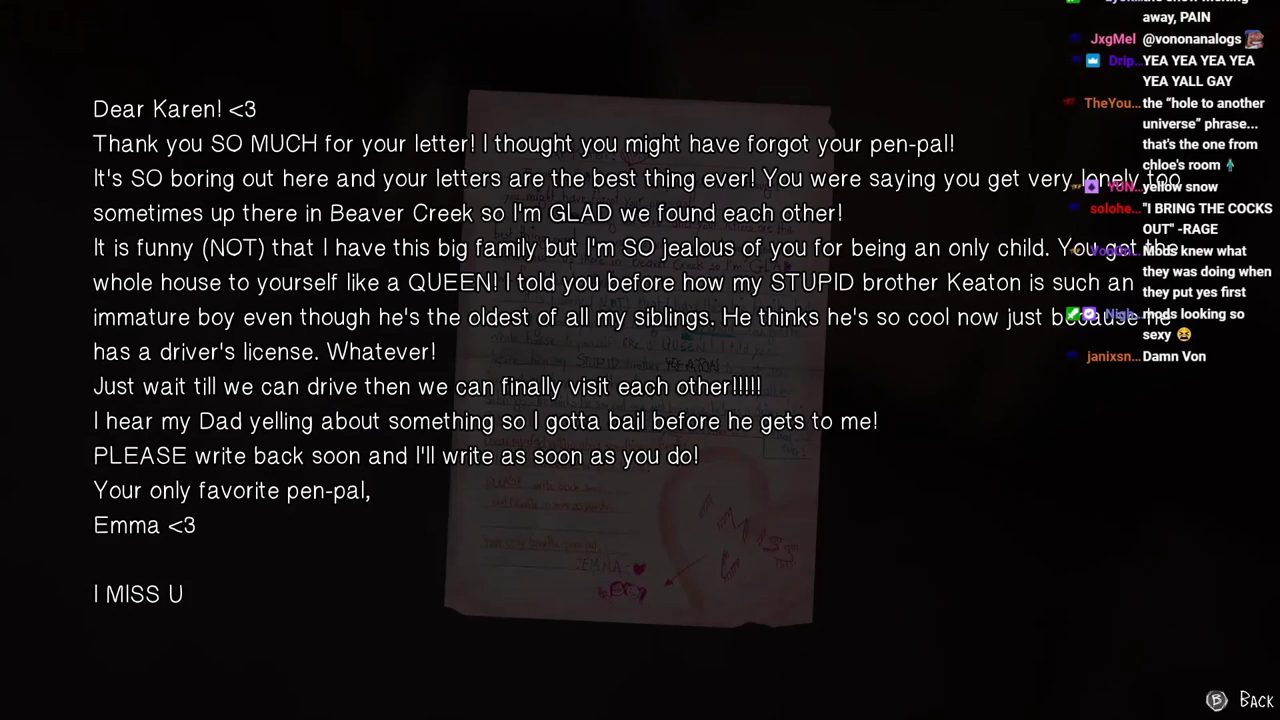 Dear Karen! <3
Thank you SO MUCH for your letter! I thought you might have forgot your pen-pal!
It's SO boring out here and your letters are the best thing ever! You were saying you get very lonely too
sometimes up there in Beaver Creek so I'm GLAD we found each other!
It is funny (NOT) that I have this big family but I'm SO jealous of you for being an only child. You get the
whole house to yourself like a QUEEN! I told you before how my STUPID brother Keaton is such an
immature boy even though he's the oldest of all my siblings. He thinks he's so cool now just because he
has a driver's license. Whatever!
Just wait till we can drive then we can finally visit each other!!!!!
I hear my Dad yelling about something so I gotta bail before he gets to me!
PLEASE write back soon and I'll write as soon as you do!
Your only favorite pen-pal,
Emma <3
I MISS U
away, PAIN
JxgMel @vononanalogs
Drip... YEA YEA YEA YEA
YEA YALL GAY
TheYou... the “hole to another
universe” phrase...
that's the one from
chloe's room
yellow snow
solohe... "I BRING THE COCKS
OUT" -RAGE
Mods knew what
they was doing when
they put yes first
Nigh... mods looking so
sexy
janixsn... Damn Von
B BACK